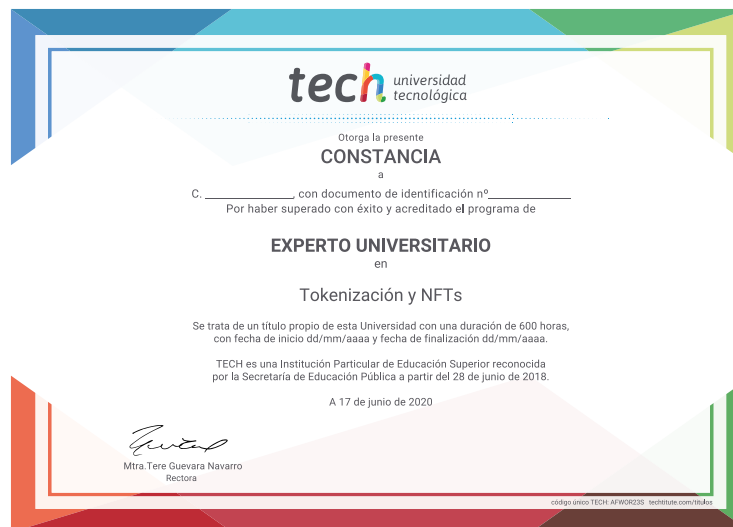 tech universidad
tecnológica
Otorga la presente
CONSTANCIA
a
C. ______________, con documento de identificación nº______________
Por haber superado con éxito y acreditado el programa de
EXPERTO UNIVERSITARIO
en
Tokenización y NFTs
Se trata de un título propio de esta Universidad con una duración de 600 horas,
con fecha de inicio dd/mm/aaaa y fecha de finalización dd/mm/aaaa.
TECH es una Institución Particular de Educación Superior reconocida
por la Secretaría de Educación Pública a partir del 28 de junio de 2018.
A 17 de junio de 2020
Mtra.Tere Guevara Navarro
Rectora
código único TECH: AFWOR23S techtitute.com/titulos